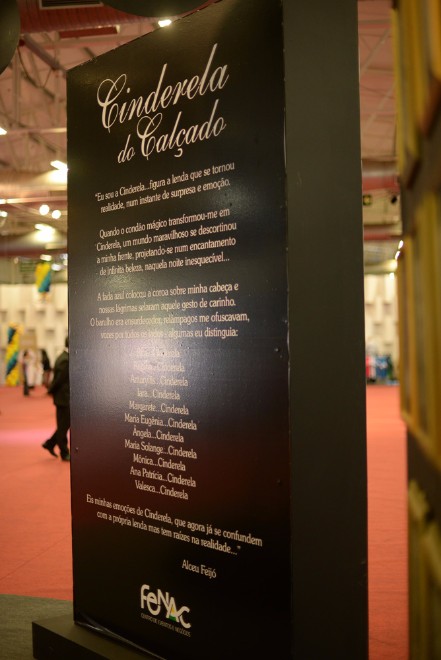 Cinderela
do Calçado
"Eu sou a Cinderela...figura a lenda que se tornou
realidade, num instante de surpresa e emoção.
Quando o condão mágico transformou-me em
Cinderela, um mundo maravilhoso se descortinou
a minha frente, projetando-se num encantamento
de infinita beleza, naquela noite inesquecível...
A fada azul colocou a coroa sobre minha cabeça e
nossas lágrimas selaram aquele gesto de carinho.
O barulho era ensurdecedor, relâmpagos me ofuscavam,
vozes por todos os lados e algumas eu distinguia:
...Cinderela
...Cinderela
...Cinderela
Iara...Cinderela
Margarete...Cinderela
Maria Eugênia...Cinderela
Ângela...Cinderela
Maria Solange...Cinderela
Mônica...Cinderela
Ana Patrícia...Cinderela
Valesca...Cinderela
Eis minhas emoções de Cinderela, que agora já se confundem
com a própria lenda mas tem raízes na realidade..."
Alceu Feijó
FENAC